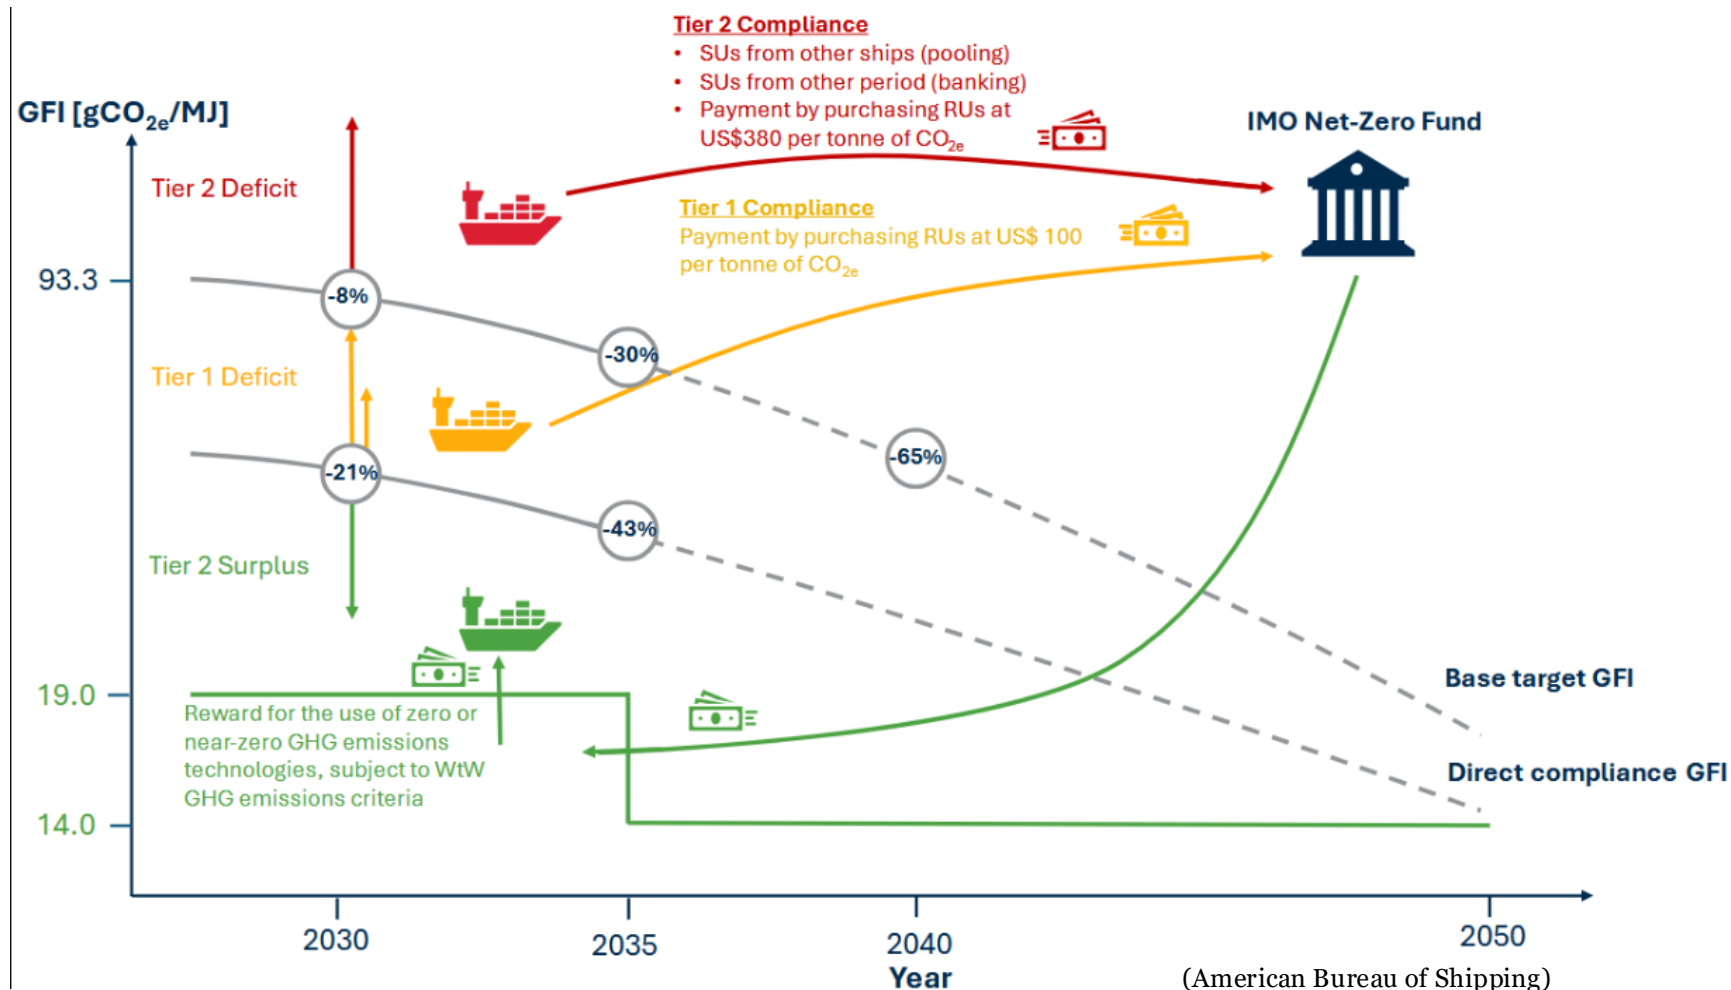 Tier 2 Compliance
• SUs from other ships (pooling)
• SUs from other period (banking)
• Payment by purchasing RUs at
US$380 per tonne of CO2e
GFI [gCO2e/MJ]
IMO Net-Zero Fund
Tier 2 Deficit
Tier 1 Compliance
Payment by purchasing RUs at US$ 100
per tonne of CO2e
93.3
-8%
-30%
Tier 1 Deficit
-21%
-65%
-43%
Tier 2 Surplus
Base target GFI
19.0
Reward for the use of zero or
near-zero GHG emissions
technologies, subject to WtW
GHG emissions criteria
Direct compliance GFI
14.0
2030
2035
2040
2050
Year
(American Bureau of Shipping)